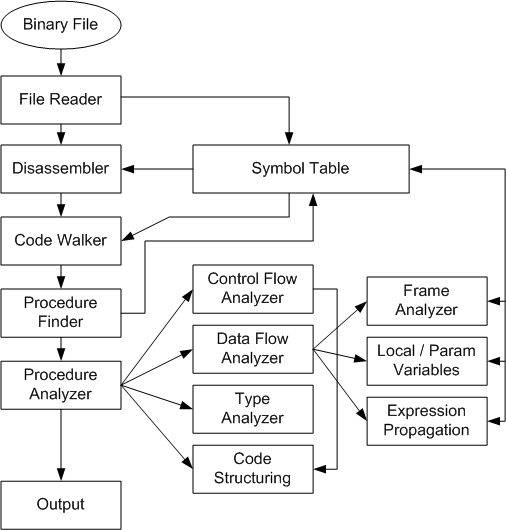 Binary File
File Reader
Disassembler
Symbol Table
Code Walker
Procedure
Finder
Control Flow
Analyzer
Frame
Analyzer
Data Flow
Analyzer
Local / Param
Variables
Procedure
Analyzer
Type
Analyzer
Expression
Propagation
Code
Structuring
Output